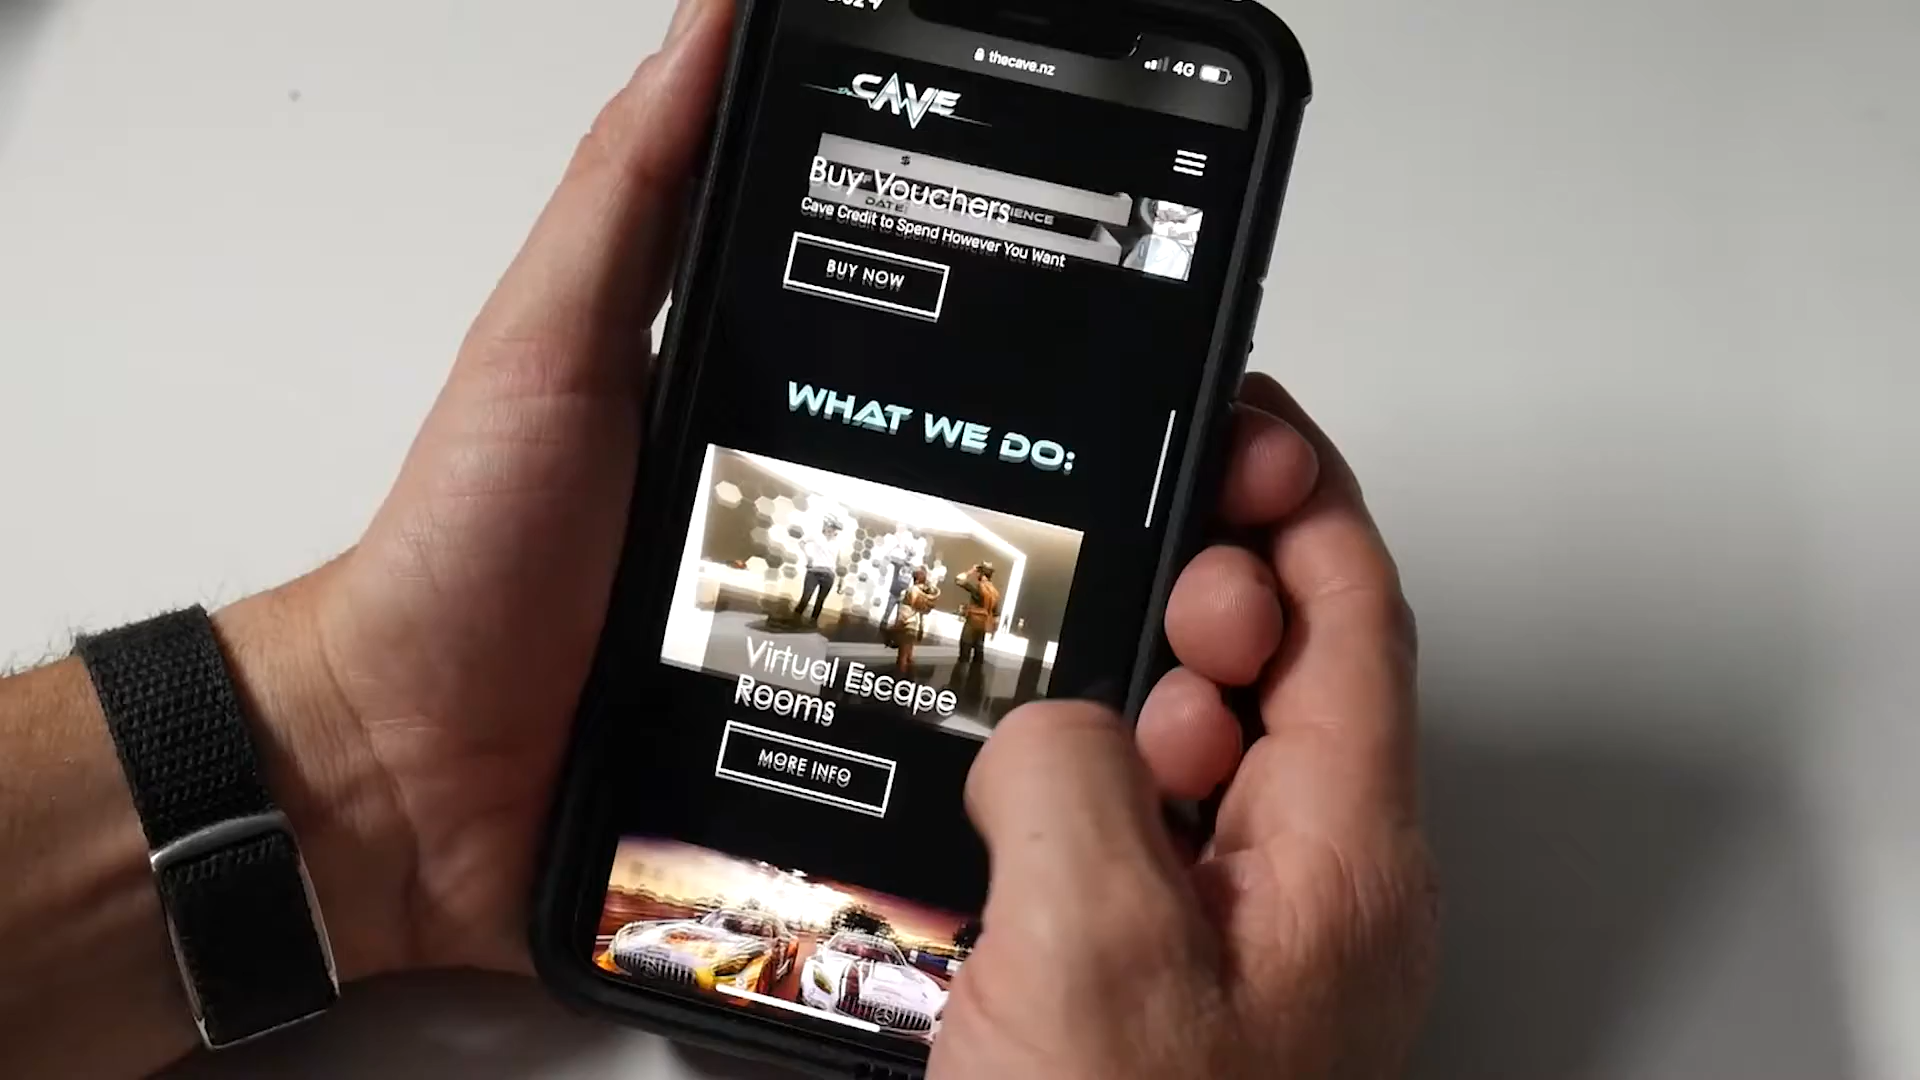 thecave.nz
4G
CAVE
$
Buy Vouchers
DATE:
Cave Credit to Spend However You Want
BUY NOW
WHAT WE DO:
Virtual Escape
Rooms
MORE INFO